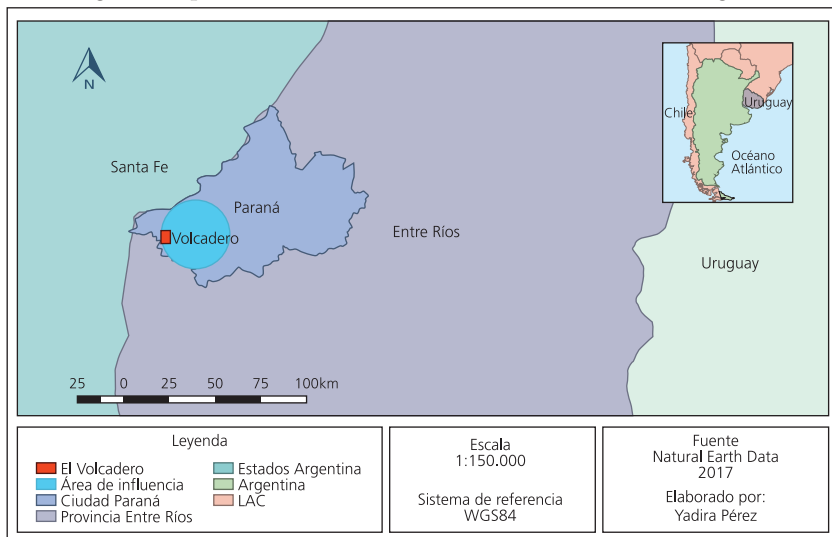 N
Santa Fe
Paraná
Volcadero
Entre Ríos
Uruguay
Chile
Uruguay
Océano
Atlántico
25 0 25 50 75 100km
Leyenda
El Volcadero
Área de influencia
Ciudad Paraná
Provincia Entre Ríos
Estados Argentina
Argentina
LAC
Escala
1:150.000
Sistema de referencia
WGS84
Fuente
Natural Earth Data
2017
Elaborado por:
Yadira Pérez